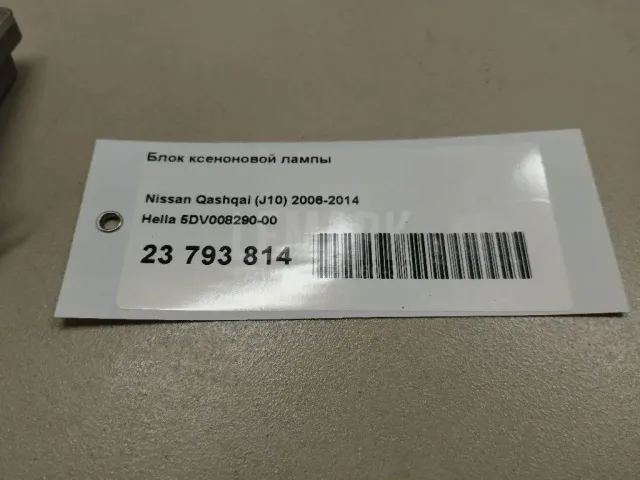 Блок ксеноновой лампы
Nissan Qashqai (J10) 2006-2014
Hella 5DV008290-00
23 793 814